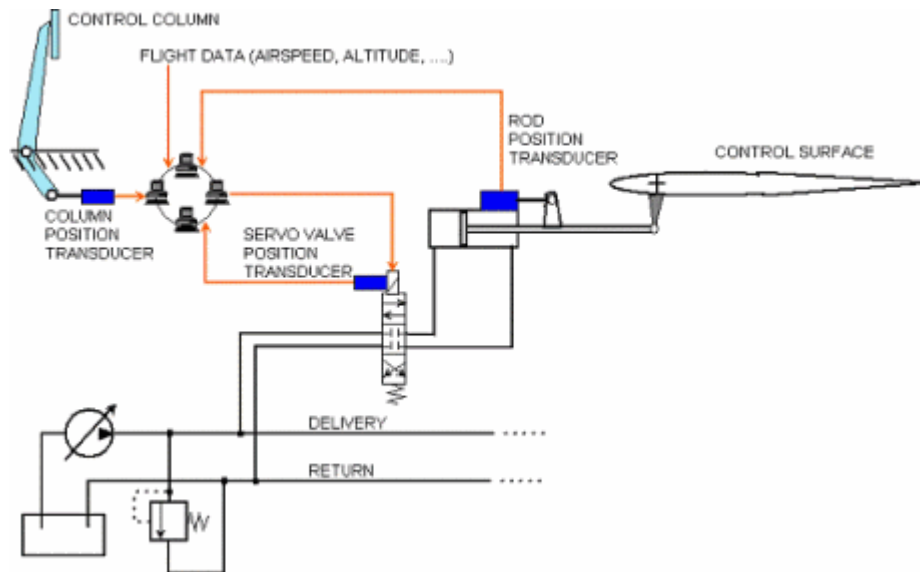 CONTROL COLUMN
FLIGHT DATA (AIRSPEED, ALTITUDE, ....)
ROD
POSITION
TRANSDUCER
CONTROL SURFACE
COLUMN
POSITION
TRANSDUCER
SERVO VALVE
POSITION
TRANSDUCER
DELIVERY
RETURN